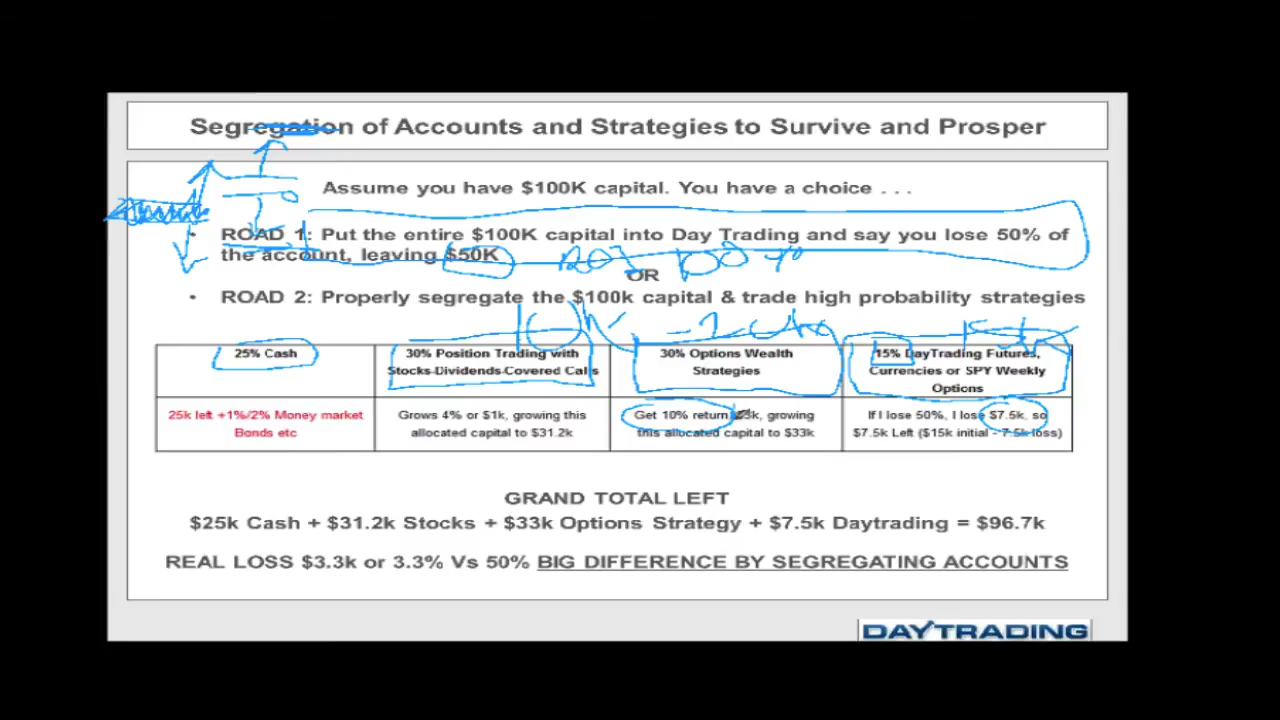 Segregation of Accounts and Strategies to Survive and Prosper
Assume you have $100K capital. You have a choice . . .
• ROAD 1: Put the entire $100K capital into Day Trading and say you lose 50% of
the account, leaving $50K
OR
• ROAD 2: Properly segregate the $100k capital & trade high probability strategies
25% Cash
30% Position Trading with
Stocks-Dividends-Covered Calls
30% Options Wealth
Strategies
15% DayTrading Futures,
Currencies or SPY Weekly
Options
25k left +1%/2% Money market
Bonds etc
Grows 4% or $1k, growing this
allocated capital to $31.2k
Get 10% return $3k, growing
this allocated capital to $33k
If I lose 50%, I lose $7.5k, so
$7.5k Left ($15k initial - 7.5k loss)
GRAND TOTAL LEFT
$25k Cash + $31.2k Stocks + $33k Options Strategy + $7.5k Daytrading = $96.7k
REAL LOSS $3.3k or 3.3% Vs 50% BIG DIFFERENCE BY SEGREGATING ACCOUNTS
DAYTRADING